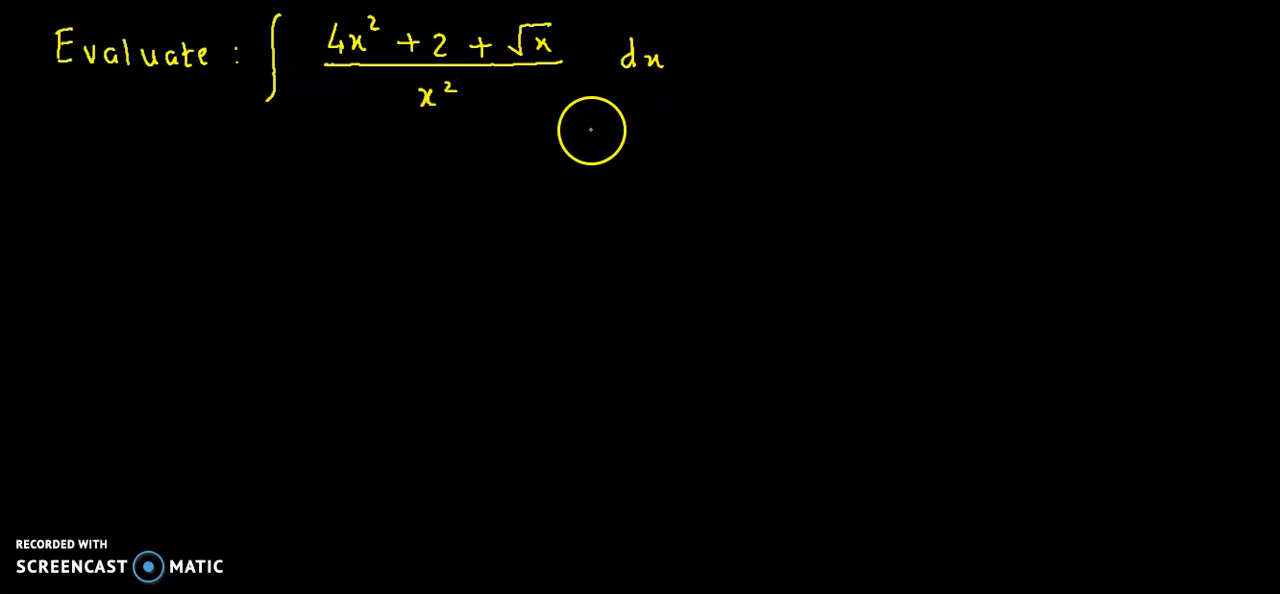 Evaluate : ∫ (4x² + 2 + √x) / x² dx
RECORDED WITH
SCREENCAST MATIC